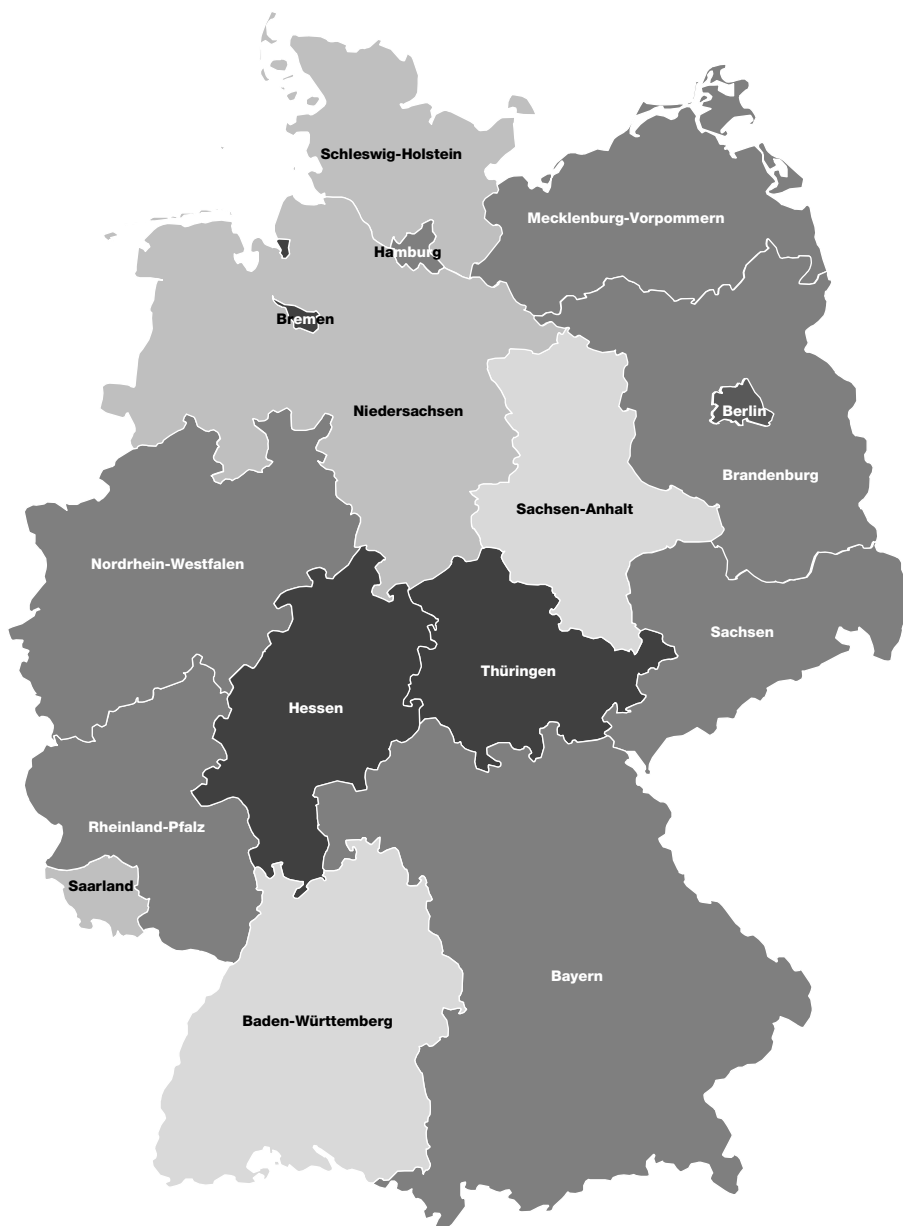 Schleswig-Holstein
Mecklenburg-Vorpommern
Hamburg
Bremen
Niedersachsen
Berlin
Brandenburg
Sachsen-Anhalt
Nordrhein-Westfalen
Sachsen
Thüringen
Hessen
Rheinland-Pfalz
Saarland
Bayern
Baden-Württemberg